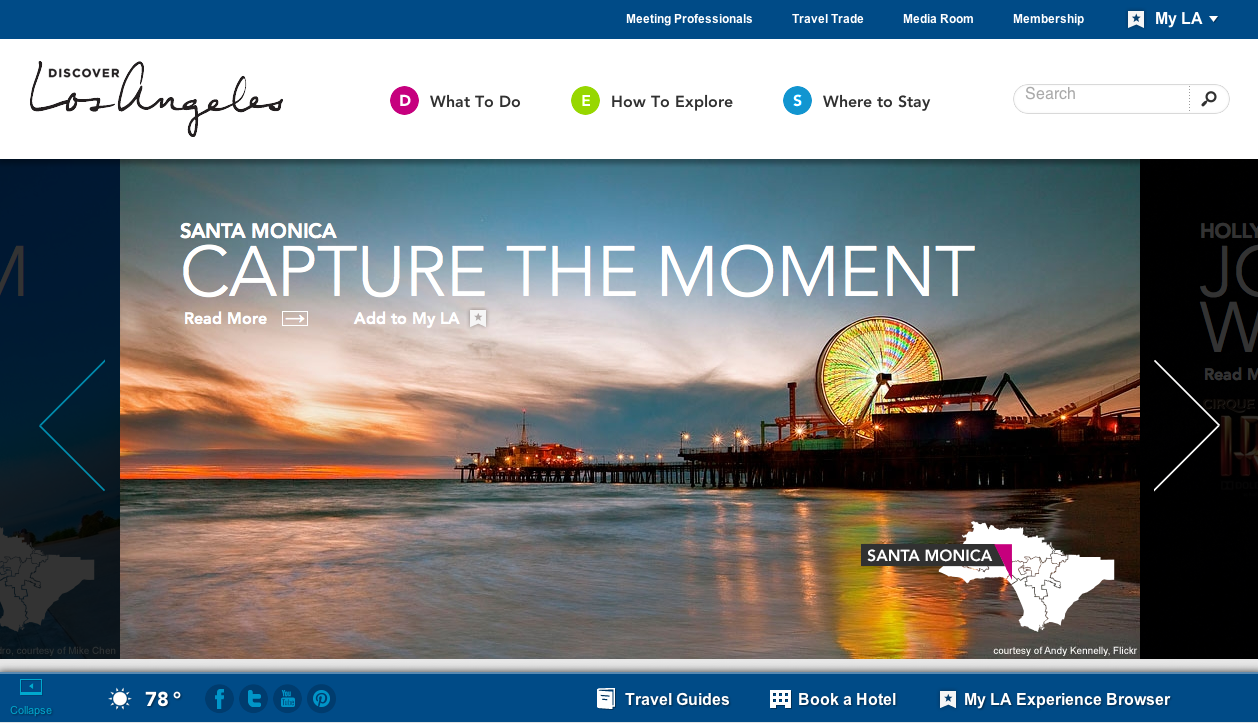 Meeting Professionals Travel Trade Media Room Membership My LA
DISCOVER
Los Angeles
D What To Do E How To Explore S Where to Stay Search
SANTA MONICA
CAPTURE THE MOMENT
Read More Add to My LA
M
HOLLY
JO
W
Read M
CIRQUE
SANTA MONICA
dro, courtesy of Mike Chen
courtesy of Andy Kennelly, Flickr
Collapse
78° f t You Tube Travel Guides Book a Hotel My LA Experience Browser